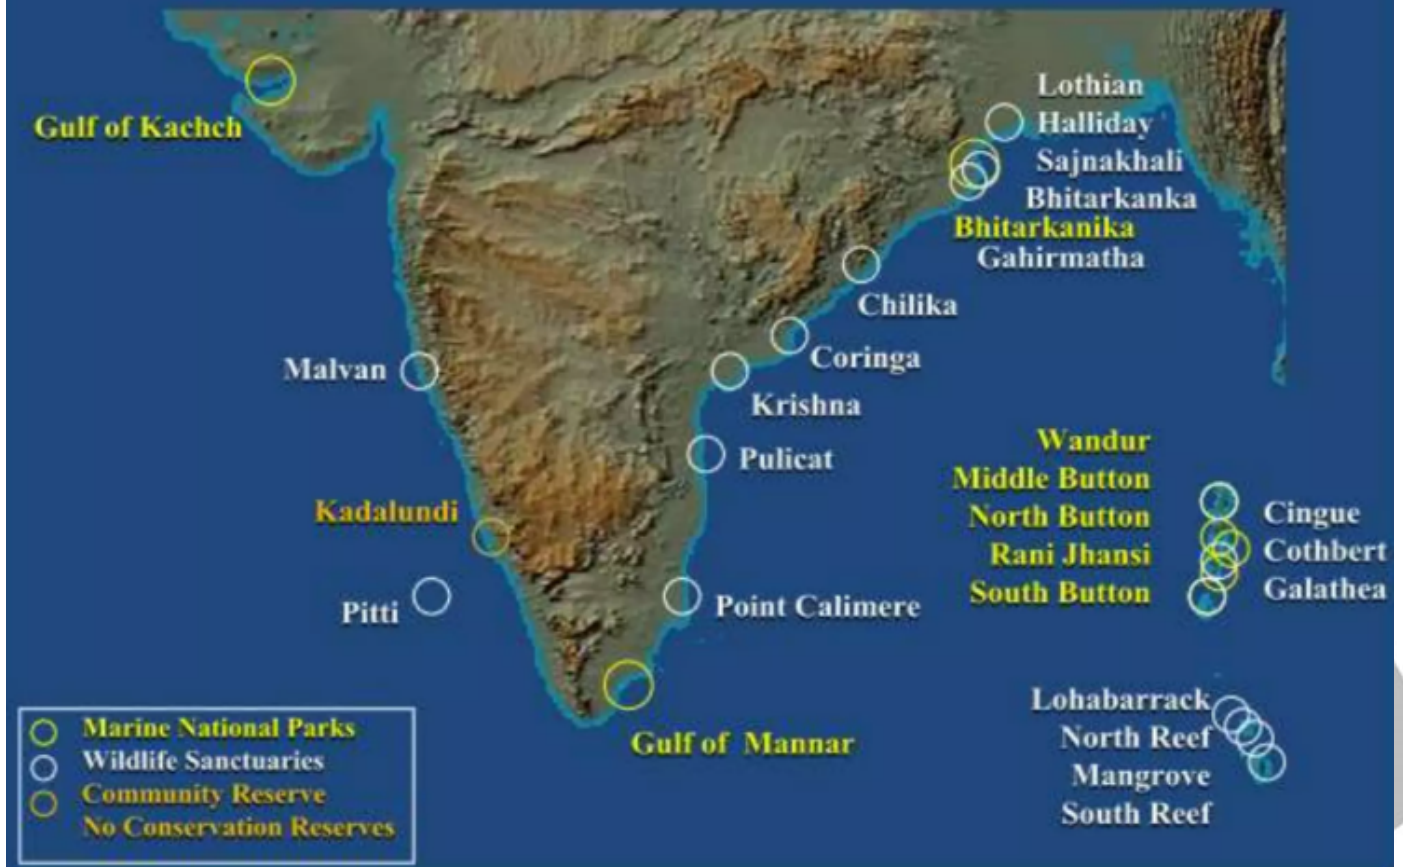 Gulf of Kachch
Lothian
Halliday
Sajnakhali
Bhitarkanka
Bhitarkanika
Gahirmatha
Chilika
Coringa
Krishna
Malvan
Pulicat
Kadalundi
Pitti
Point Calimere
Gulf of Mannar
Wandur
Middle Button
North Button
Rani Jhansi
South Button
Cingue
Cothbert
Galathea
Lohabarrack
North Reef
Mangrove
South Reef
Marine National Parks
Wildlife Sanctuaries
Community Reserve
No Conservation Reserves